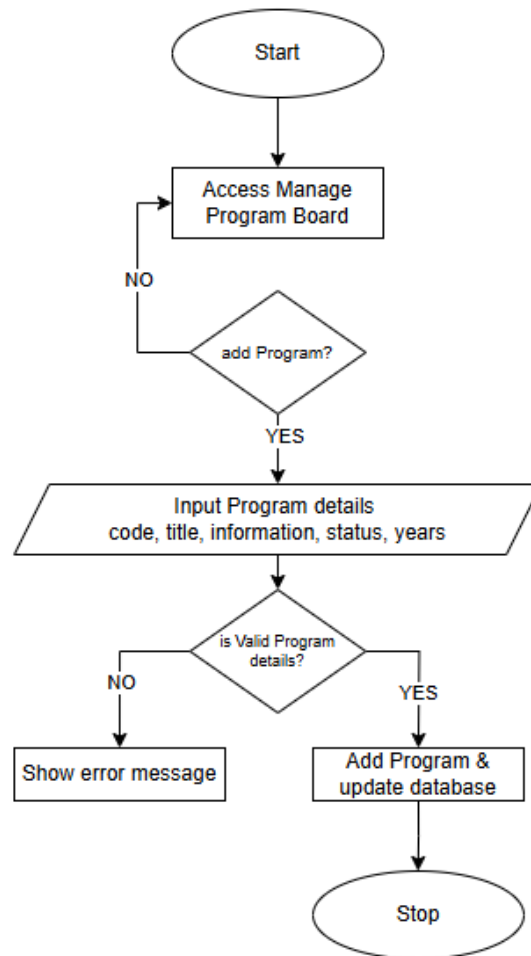 Start
Access Manage
Program Board
NO
add Program?
YES
Input Program details
code, title, information, status, years
is Valid Program
details?
NO
YES
Show error message
Add Program &
update database
Stop